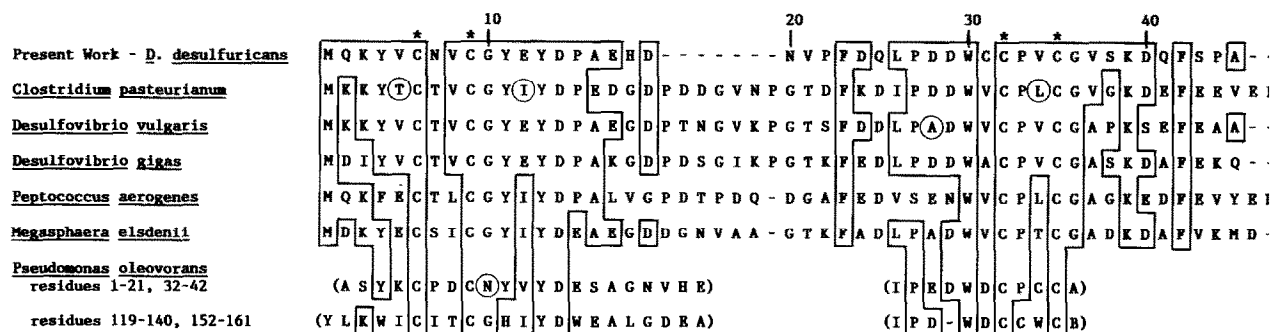 10 20 30 40
* * * *
Present Work - D. desulfuricans M Q K Y V C N V C G Y E Y D P A E H D - - - - - - - N V P F D Q L P D D W C C P V C G V S K D Q F S P A - -
Clostridium pasteurianum M K K Y T C T V C G Y I Y D P E D G D P D D G V N P G T D F K D I P D D W V C P L C G V G K D E F E E V E E
Desulfovibrio vulgaris M K K Y V C T V C G Y E Y D P A E G D P T N G V K P G T S F D D L P A D W V C P V C G A P K S E F E A A - -
Desulfovibrio gigas M D I Y V C T V C G Y E Y D P A K G D P D S G I K P G T K F E D L P D D W A C P V C G A S K D A F E K Q - -
Peptococcus aerogenes M Q K F E C T L C G Y I Y D P A L V G P D T P D Q - D G A F E D V S E N W V C P L C G A G K E D F E V Y E
Megasphaera elsdenii M D K Y E C S I C G Y I Y D E A E G D D G N V A A - G T K F A D L P A D W V C P T C G A D K D A F V K M D -
Pseudomonas oleovorans
residues 1-21, 32-42 (A S Y K C P D C N Y V Y D E S A G N V H E) (I P E D W D C P C C A)
residues 119-140, 152-161 (Y L K W I C I T C G H I Y D W E A L G D E A) (I P D - W D C C W C B)